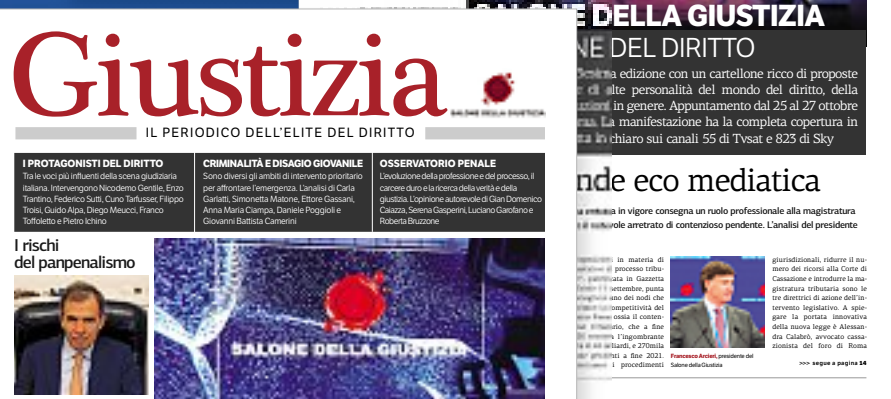 Giustizia
SALONE DELLA GIUSTIZIA
IL PERIODICO DELL'ELITE DEL DIRITTO
I PROTAGONISTI DEL DIRITTO
Tra le voci più influenti della scena giudiziaria
italiana. Intervengono Nicodemo Gentile, Enzo
Trantino, Federico Sutti, Cuno Tarfusser, Filippo
Troisi, Guido Alpa, Diego Meucci, Franco
Toffoletto e Pietro Ichino
CRIMINALITÀ E DISAGIO GIOVANILE
Sono diversi gli ambiti di intervento prioritario
per affrontare l'emergenza. L'analisi di Carla
Garlatti, Simonetta Matone, Ettore Gassani,
Anna Maria Ciampa, Daniele Poggioli e
Giovanni Battista Camerini
OSSERVATORIO PENALE
L'evoluzione della professione e del processo, il
carcere duro e la ricerca della verità e della
giustizia. L'opinione autorevole di Gian Domenico
Caiazza, Serena Gasperini, Luciano Garofano e
Roberta Bruzzone
I rischi
del panpenalismo
SALONE DELLA GIUSTIZIA
SALONE DELLA GIUSTIZIA
DEL DIRITTO
edizione con un cartellone ricco di proposte
alte personalità del mondo del diritto, della
in genere. Appuntamento dal 25 al 27 ottobre
La manifestazione ha la completa copertura in
chiaro sui canali 55 di Tvsat e 823 di Sky
eco mediatica
in vigore consegna un ruolo professionale alla magistratura
arretrato di contenzioso pendente. L'analisi del presidente
in materia di
processo tribu-
in Gazzetta
settembre, punta
uno dei nodi che
competitività del
ossia il conten-
che a fine
l'ingombrante
e 270mila
a fine 2021.
i procedimenti
Francesco Arcieri, presidente del
Salone della Giustizia
giurisdizionali, ridurre il nu-
mero dei ricorsi alla Corte di
Cassazione e introdurre la ma-
gistratura tributaria sono le
tre direttrici di azione dell'in-
tervento legislativo. A spie-
gare la portata innovativa
della nuova legge è Alessan-
dra Calabrò, avvocato cassa-
zionista del foro di Roma
>>> segue a pagina 14